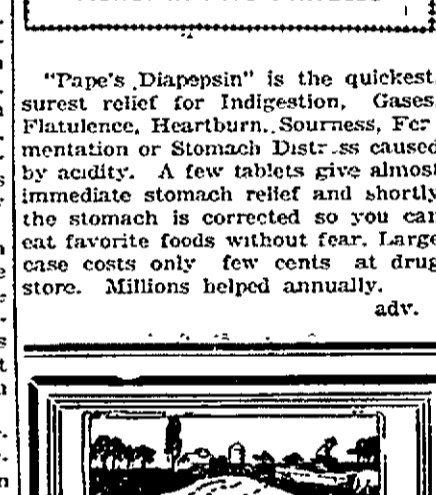 "Pape's Diapepsin" is the quickest,
surest relief for Indigestion, Gases,
Flatulence, Heartburn, Sourness, Fer-
mentation or Stomach Distress caused
by acidity. A few tablets give almost
immediate stomach relief and shortly
the stomach is corrected so you can
eat favorite foods without fear. Large
case costs only few cents at drug
store. Millions helped annually.
adv.